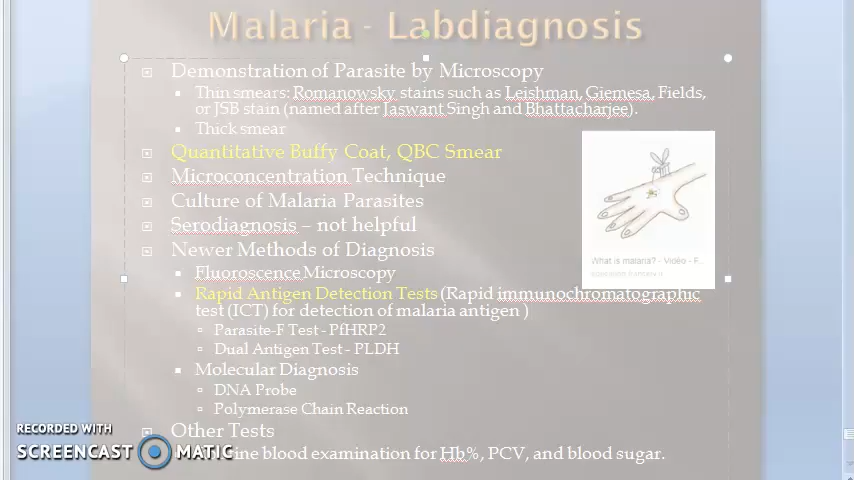 Malaria - Labdiagnosis
Demonstration of Parasite by Microscopy
Thin smears: Romanowsky stains such as Leishman, Giemesa, Fields,
or JSB stain (named after Jaswant Singh and Bhattacharjee).
Thick smear
Quantitative Buffy Coat, QBC Smear
Microconcentration Technique
Culture of Malaria Parasites
Serodiagnosis – not helpful
Newer Methods of Diagnosis
What is malaria? - Vidéo - F...
Fluoroscence Microscopy
Rapid Antigen Detection Tests (Rapid immunochromatographic
test (ICT) for detection of malaria antigen )
Parasite-F Test - PfHRP2
Dual Antigen Test - PLDH
Molecular Diagnosis
DNA Probe
Polymerase Chain Reaction
Other Tests
ine blood examination for Hb%, PCV, and blood sugar.
RECORDED WITH
SCREENCAST MATIC